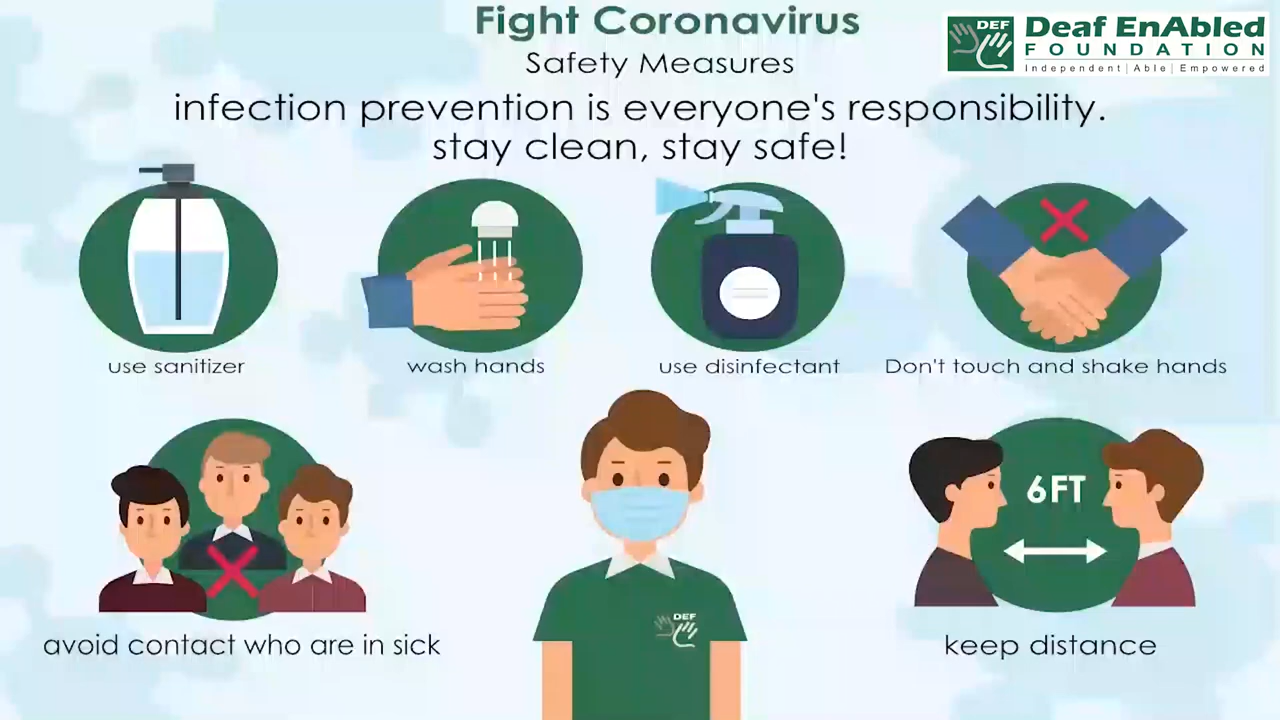 Fight Coronavirus
Safety Measures
DEF
Deaf EnAbled
FOUNDATION
Independent | Able | Empowered
infection prevention is everyone's responsibility.
stay clean, stay safe!
use sanitizer
wash hands
use disinfectant
Don't touch and shake hands
6FT
DEF
avoid contact who are in sick
keep distance